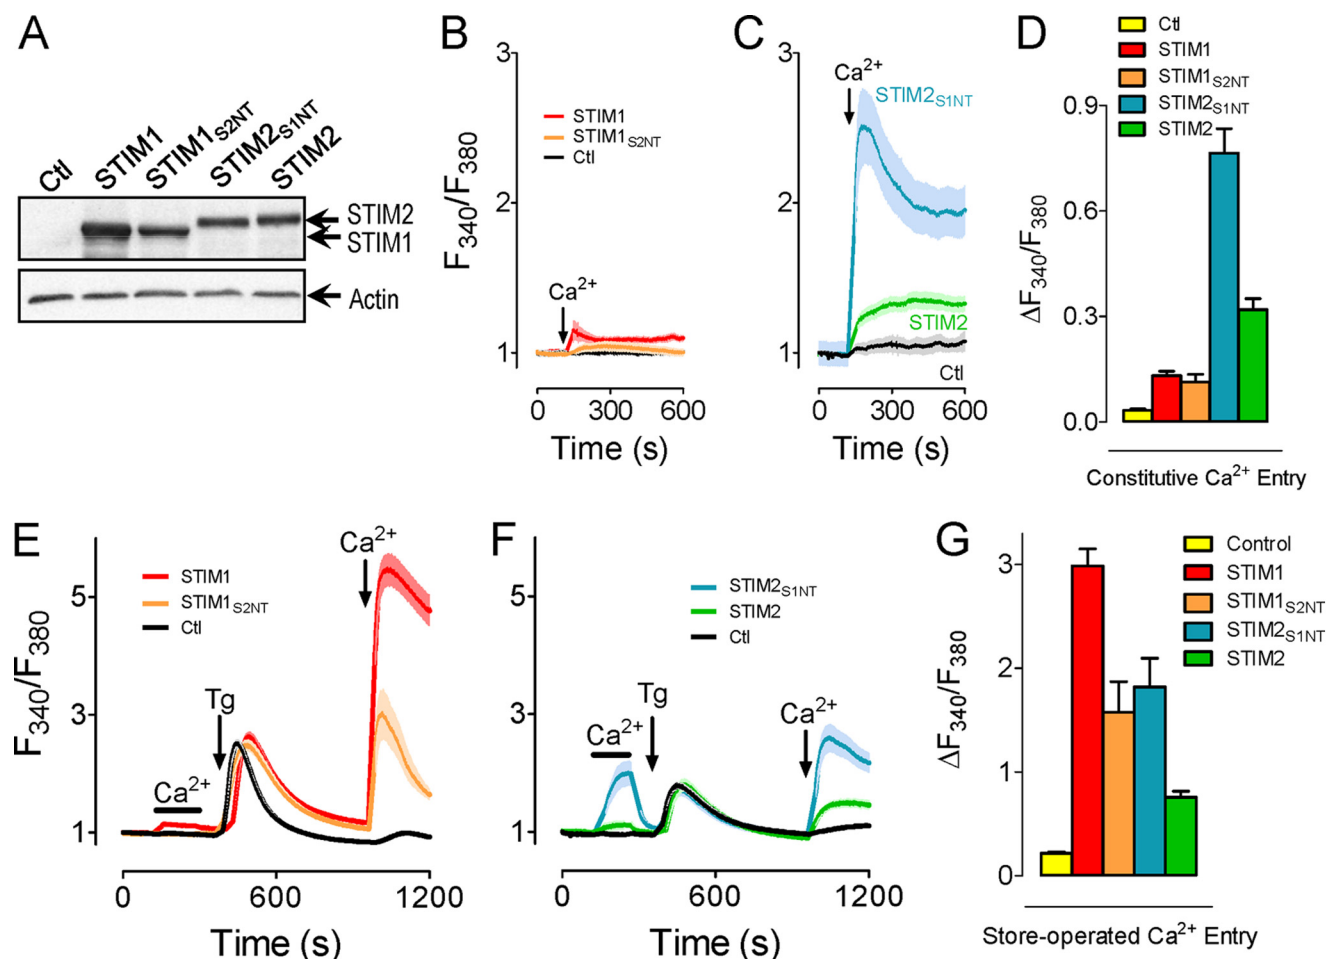 A
Ctl
STIM1
STIM1S2NT
STIM2S1NT
STIM2
STIM2
STIM1
Actin
B
3
2
1
F340/F380
STIM1
STIM1S2NT
Ctl
Ca2+
0 300 600
Time (s)
C
3
2
1
Ca2+
STIM2S1NT
STIM2
Ctl
0 300 600
Time (s)
D
Ctl
STIM1
STIM1S2NT
STIM2S1NT
STIM2
0.9
0.6
0.3
0.0
ΔF340/F380
Constitutive Ca2+ Entry
E
5
3
1
F340/F380
STIM1
STIM1S2NT
Ctl
Ca2+
Tg
Ca2+
0 600 1200
Time (s)
F
5
3
1
STIM2S1NT
STIM2
Ctl
Ca2+
Tg
Ca2+
0 600 1200
Time (s)
G
3
2
1
0
ΔF340/F380
Control
STIM1
STIM1S2NT
STIM2S1NT
STIM2
Store-operated Ca2+ Entry